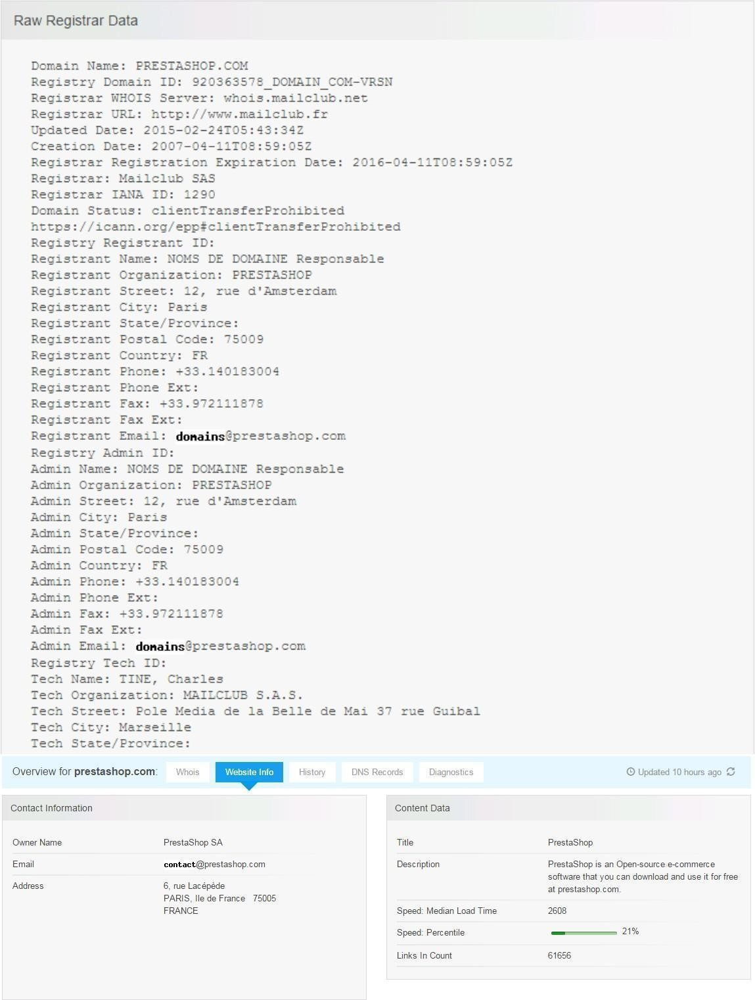 Raw Registrar Data
Domain Name: PRESTASHOP.COM
Registry Domain ID: 920363578_DOMAIN_COM-VRSN
Registrar WHOIS Server: whois.mailclub.net
Registrar URL: http://www.mailclub.fr
Updated Date: 2015-02-24T05:43:34Z
Creation Date: 2007-04-11T08:59:05Z
Registrar Registration Expiration Date: 2016-04-11T08:59:05Z
Registrar: Mailclub SAS
Registrar IANA ID: 1290
Domain Status: clientTransferProhibited
https://icann.org/epp#clientTransferProhibited
Registry Registrant ID:
Registrant Name: NOMS DE DOMAINE Responsable
Registrant Organization: PRESTASHOP
Registrant Street: 12, rue d'Amsterdam
Registrant City: Paris
Registrant State/Province:
Registrant Postal Code: 75009
Registrant Country: FR
Registrant Phone: +33.140183004
Registrant Phone Ext:
Registrant Fax: +33.972111878
Registrant Fax Ext:
Registrant Email: domains@prestashop.com
Registry Admin ID:
Admin Name: NOMS DE DOMAINE Responsable
Admin Organization: PRESTASHOP
Admin Street: 12, rue d'Amsterdam
Admin City: Paris
Admin State/Province:
Admin Postal Code: 75009
Admin Country: FR
Admin Phone: +33.140183004
Admin Phone Ext:
Admin Fax: +33.972111878
Admin Fax Ext:
Admin Email: domains@prestashop.com
Registry Tech ID:
Tech Name: TINE, Charles
Tech Organization: MAILCLUB S.A.S.
Tech Street: Pole Media de la Belle de Mai 37 rue Guibal
Tech City: Marseille
Tech State/Province:
Overview for prestashop.com: Whois Website Info History DNS Records Diagnostics Updated 10 hours ago
Contact Information
Owner Name PrestaShop SA
Email contact@prestashop.com
Address 6, rue Lacépède
PARIS, Ile de France 75005
FRANCE
Content Data
Title PrestaShop
Description PrestaShop is an Open-source e-commerce
software that you can download and use it for free
at prestashop.com.
Speed: Median Load Time 2608
Speed: Percentile 21%
Links In Count 61656